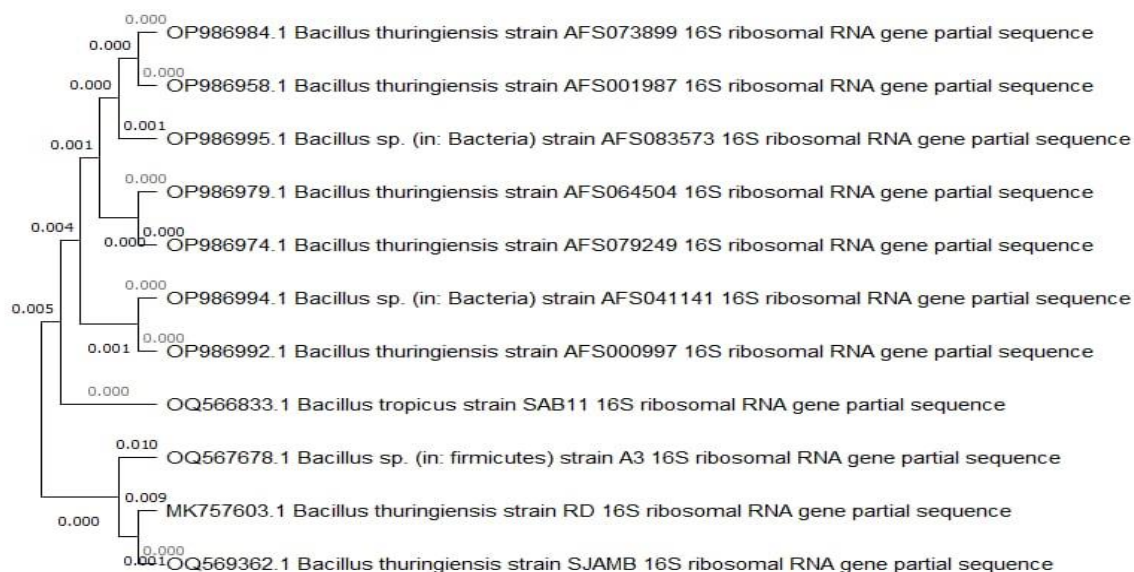 0.000
OP986984.1 Bacillus thuringiensis strain AFS073899 16S ribosomal RNA gene partial sequence
0.000
0.000
OP986958.1 Bacillus thuringiensis strain AFS001987 16S ribosomal RNA gene partial sequence
0.000
0.001
OP986995.1 Bacillus sp. (in: Bacteria) strain AFS083573 16S ribosomal RNA gene partial sequence
0.001
0.000
OP986979.1 Bacillus thuringiensis strain AFS064504 16S ribosomal RNA gene partial sequence
0.004
0.000
0.000
OP986974.1 Bacillus thuringiensis strain AFS079249 16S ribosomal RNA gene partial sequence
0.000
OP986994.1 Bacillus sp. (in: Bacteria) strain AFS041141 16S ribosomal RNA gene partial sequence
0.005
0.001
0.000
OP986992.1 Bacillus thuringiensis strain AFS000997 16S ribosomal RNA gene partial sequence
0.000
OQ566833.1 Bacillus tropicus strain SAB11 16S ribosomal RNA gene partial sequence
0.010
OQ567678.1 Bacillus sp. (in: firmicutes) strain A3 16S ribosomal RNA gene partial sequence
0.009
MK757603.1 Bacillus thuringiensis strain RD 16S ribosomal RNA gene partial sequence
0.000
0.000
0.001
OQ569362.1 Bacillus thuringiensis strain SJAMB 16S ribosomal RNA gene partial sequence